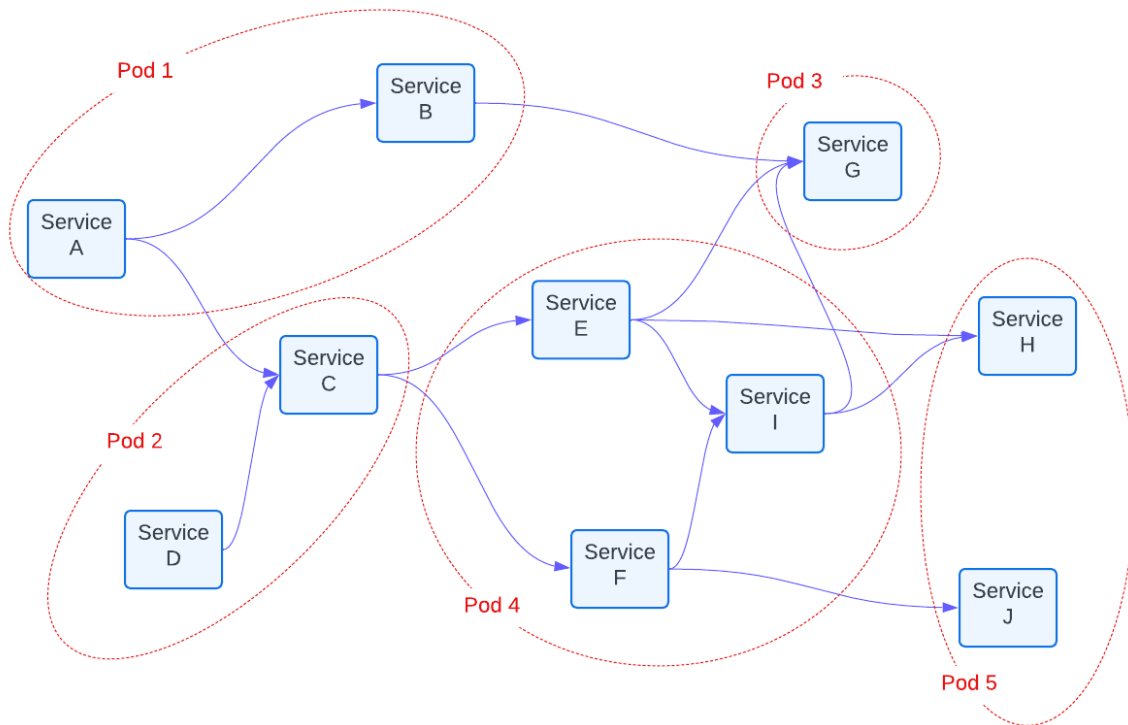 Pod 1
Service
B
Pod 3
Service
G
Service
A
Service
E
Service
H
Service
C
Service
I
Pod 2
Service
D
Service
F
Pod 4
Service
J
Pod 5